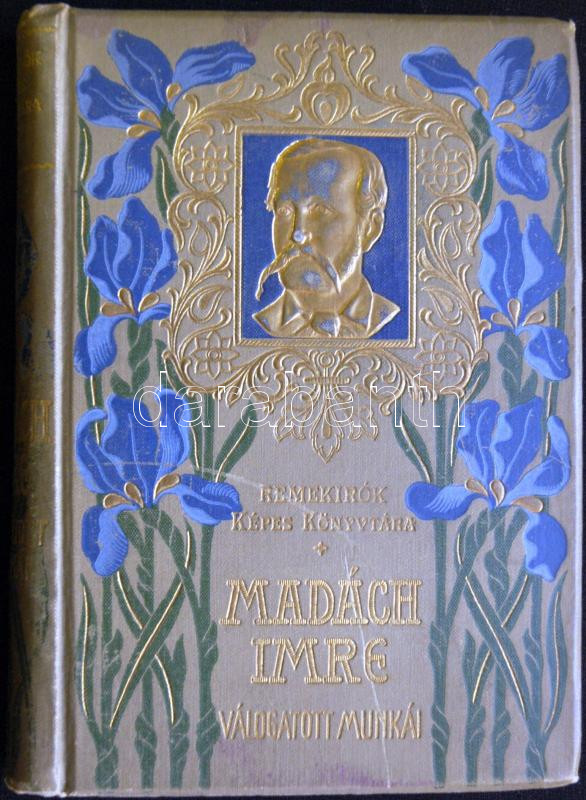 REMEKIRÓK
KÉPES KÖNYVTÁRA
MADÁCH
IMRE
VÁLOGATOTT MUNKÁI
darabanth